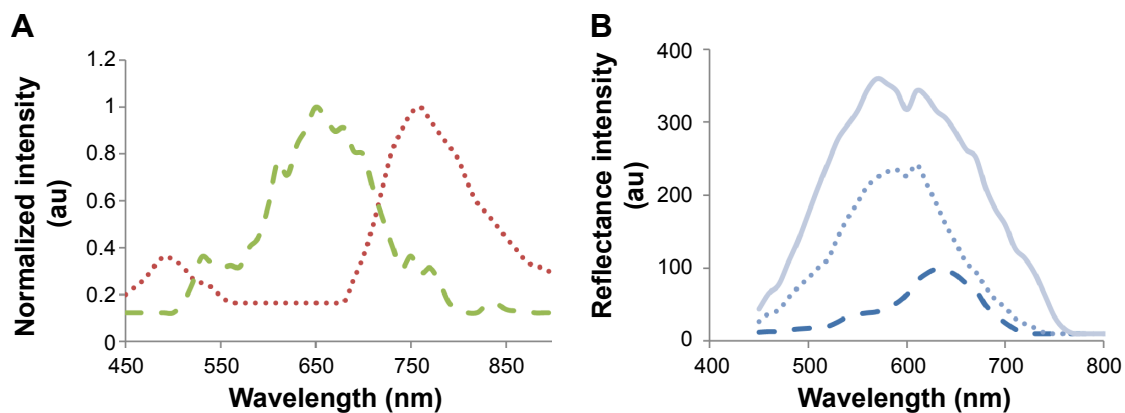 A
Normalized intensity
(au)
1.2
1
0.8
0.6
0.4
0.2
0
450
550
650
750
850
Wavelength (nm)
B
Reflectance intensity
(au)
400
300
200
100
0
400
500
600
700
800
Wavelength (nm)